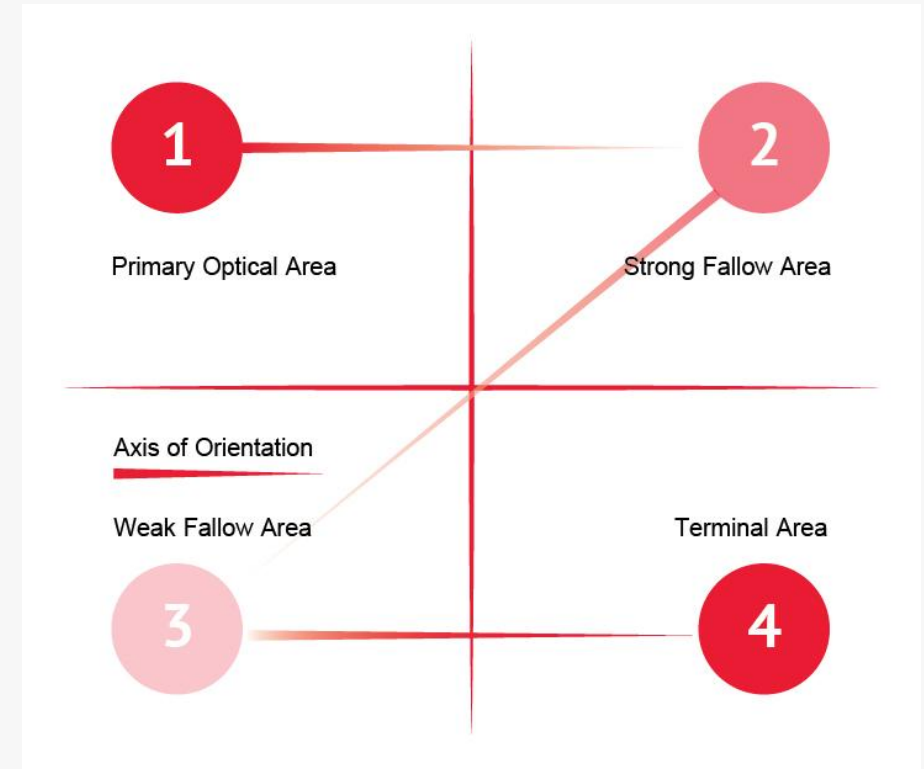 1
2
Primary Optical Area
Strong Fallow Area
Axis of Orientation
Weak Fallow Area
Terminal Area
3
4